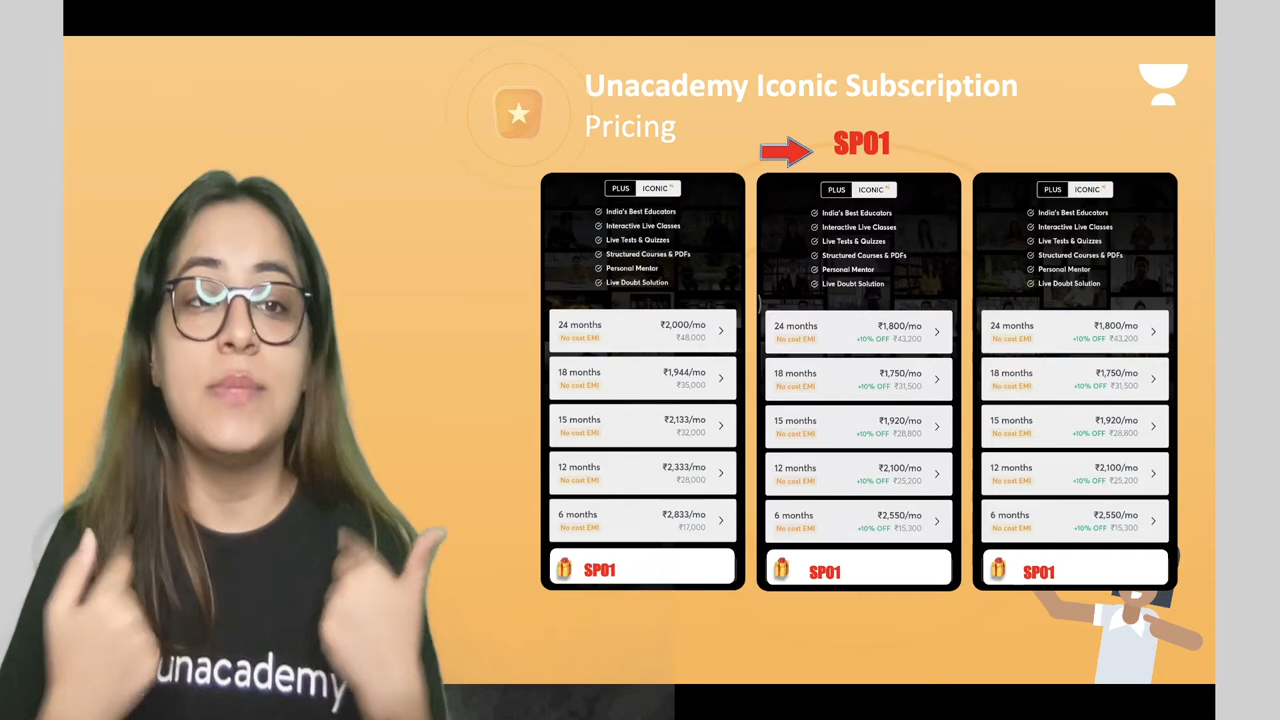 Unacademy Iconic Subscription
Pricing
SP01
PLUS ICONIC
India's Best Educators
Interactive Live Classes
Live Tests & Quizzes
Structured Courses & PDFs
Personal Mentor
Live Doubt Solution
24 months ₹2,000/mo
No cost EMI ₹48,000
18 months ₹1,944/mo
No cost EMI ₹35,000
15 months ₹2,133/mo
No cost EMI ₹32,000
12 months ₹2,333/mo
No cost EMI ₹28,000
6 months ₹2,833/mo
No cost EMI ₹17,000
SP01
PLUS ICONIC
India's Best Educators
Interactive Live Classes
Live Tests & Quizzes
Structured Courses & PDFs
Personal Mentor
Live Doubt Solution
24 months ₹1,800/mo
No cost EMI +10% OFF ₹43,200
18 months ₹1,750/mo
No cost EMI +10% OFF ₹31,500
15 months ₹1,920/mo
No cost EMI +10% OFF ₹28,800
12 months ₹2,100/mo
No cost EMI +10% OFF ₹25,200
6 months ₹2,550/mo
No cost EMI +10% OFF ₹15,300
SP01
PLUS ICONIC
India's Best Educators
Interactive Live Classes
Live Tests & Quizzes
Structured Courses & PDFs
Personal Mentor
Live Doubt Solution
24 months ₹1,800/mo
No cost EMI +10% OFF ₹43,200
18 months ₹1,750/mo
No cost EMI +10% OFF ₹31,500
15 months ₹1,920/mo
No cost EMI +10% OFF ₹28,800
12 months ₹2,100/mo
No cost EMI +10% OFF ₹25,200
6 months ₹2,550/mo
No cost EMI +10% OFF ₹15,300
SP01
unacademy